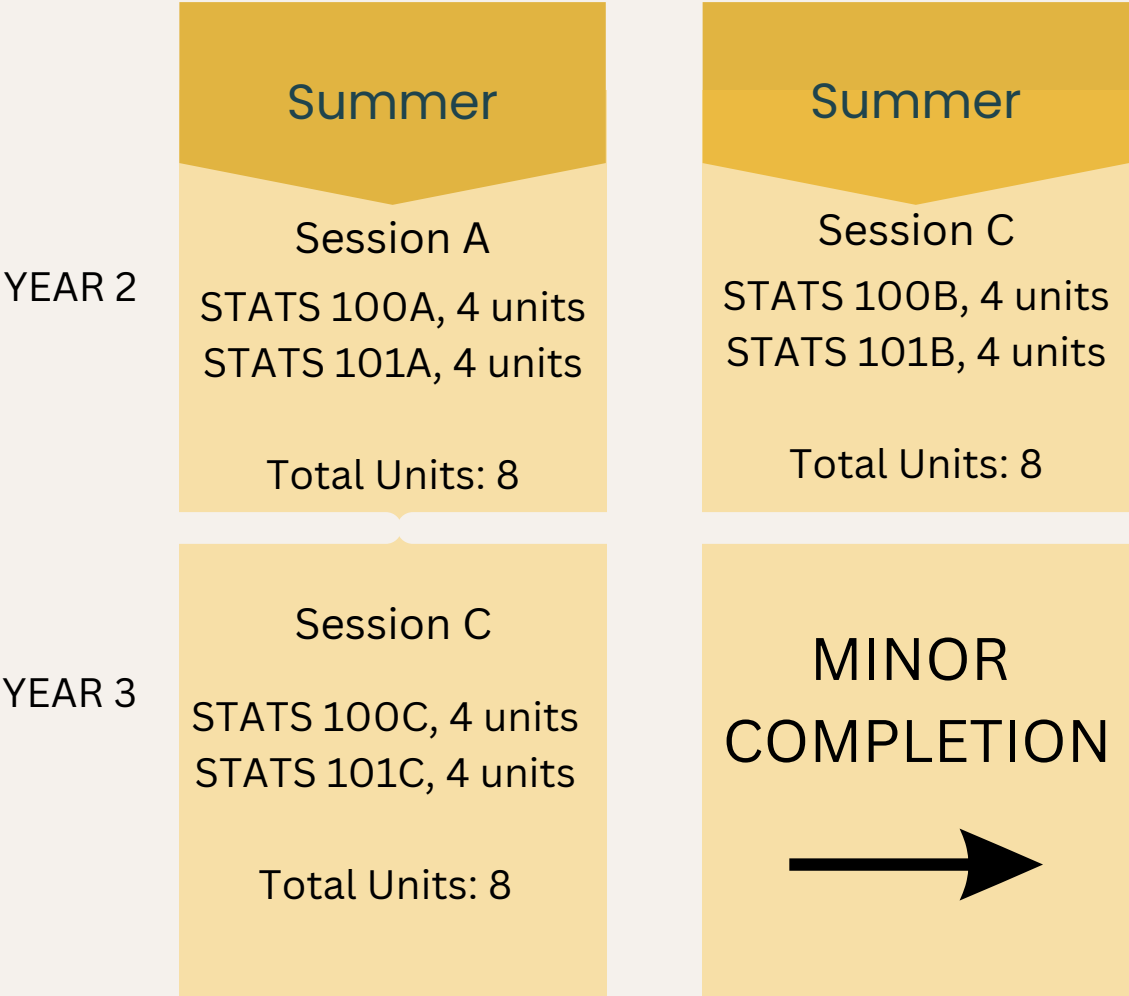 Summer
Summer
YEAR 2
Session A
STATS 100A, 4 units
STATS 101A, 4 units
Total Units: 8
Session C
STATS 100B, 4 units
STATS 101B, 4 units
Total Units: 8
YEAR 3
Session C
STATS 100C, 4 units
STATS 101C, 4 units
Total Units: 8
MINOR
COMPLETION